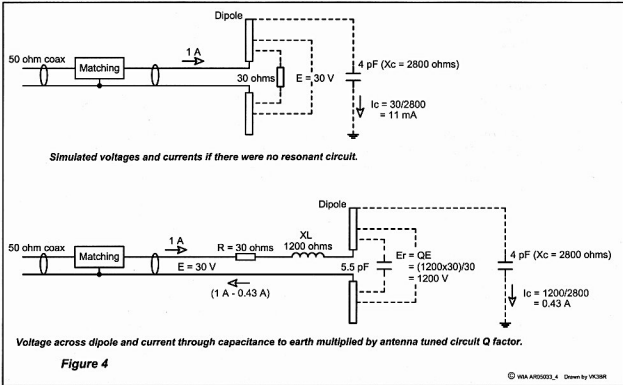 Dipole
1 A
50 ohm coax
Matching
30 ohms
E = 30 V
4 pF (Xc = 2800 ohms)
Ic = 30/2800
= 11 mA
Simulated voltages and currents if there were no resonant circuit.
Dipole
XL
1200 ohms
1 A
R = 30 ohms
50 ohm coax
Matching
E = 30 V
5.5 pF
Er = QE
= (1200x30)/30
= 1200 V
4 pF (Xc = 2800 ohms)
(1 A - 0.43 A)
Ic = 1200/2800
= 0.43 A
Voltage across dipole and current through capacitance to earth multiplied by antenna tuned circuit Q factor.
Figure 4
© WIA AR05033_4 Drawn by VK3BR